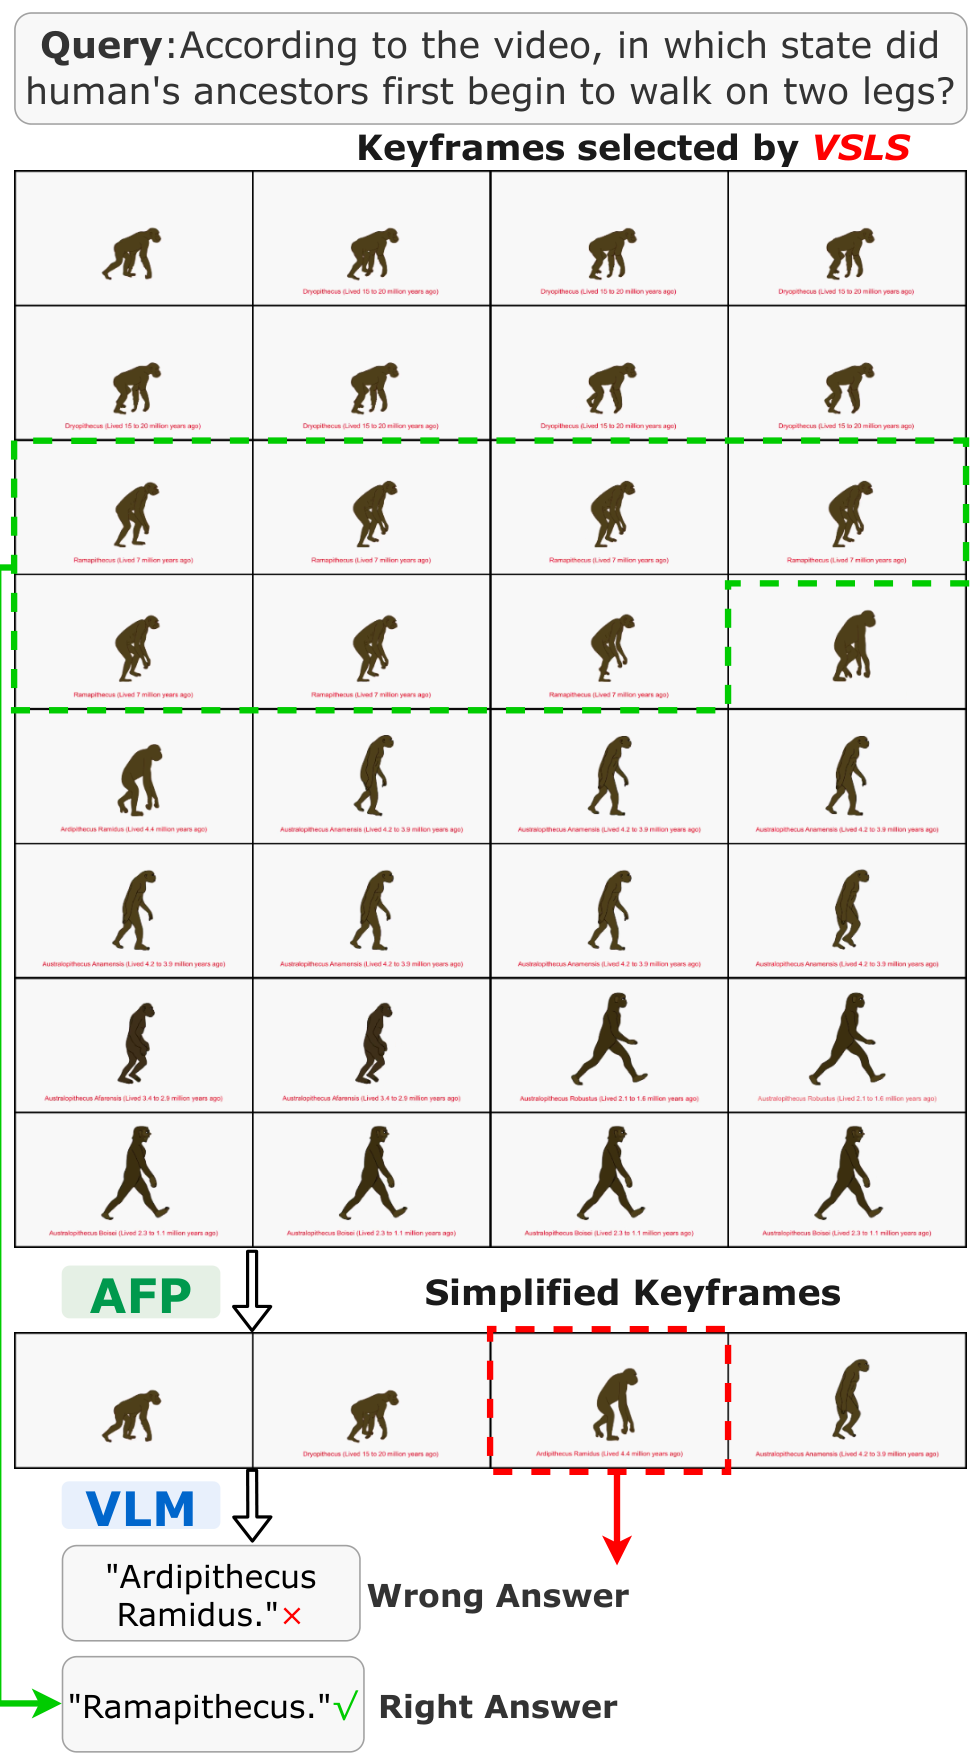 Query:According to the video, in which state did
human's ancestors first begin to walk on two legs?
Keyframes selected by VSLS
Dryopithecus (Lived 15 to 20 million years ago)
Dryopithecus (Lived 15 to 20 million years ago)
Dryopithecus (Lived 15 to 20 million years ago)
Dryopithecus (Lived 15 to 20 million years ago)
Dryopithecus (Lived 15 to 20 million years ago)
Dryopithecus (Lived 15 to 20 million years ago)
Dryopithecus (Lived 15 to 20 million years ago)
Ramapithecus (Lived 7 million years ago)
Ramapithecus (Lived 7 million years ago)
Ramapithecus (Lived 7 million years ago)
Ramapithecus (Lived 7 million years ago)
Ramapithecus (Lived 7 million years ago)
Ramapithecus (Lived 7 million years ago)
Ramapithecus (Lived 7 million years ago)
Ardipithecus Ramidus (Lived 4.4 million years ago)
Australopithecus Anamensis (Lived 4.2 to 3.9 million years ago)
Australopithecus Anamensis (Lived 4.2 to 3.9 million years ago)
Australopithecus Anamensis (Lived 4.2 to 3.9 million years ago)
Australopithecus Anamensis (Lived 4.2 to 3.9 million years ago)
Australopithecus Anamensis (Lived 4.2 to 3.9 million years ago)
Australopithecus Anamensis (Lived 4.2 to 3.9 million years ago)
Australopithecus Anamensis (Lived 4.2 to 3.9 million years ago)
Australopithecus Afarensis (Lived 3.4 to 2.9 million years ago)
Australopithecus Afarensis (Lived 3.4 to 2.9 million years ago)
Australopithecus Robustus (Lived 2.1 to 1.6 million years ago)
Australopithecus Robustus (Lived 2.1 to 1.6 million years ago)
Australopithecus Boisei (Lived 2.3 to 1.1 million years ago)
Australopithecus Boisei (Lived 2.3 to 1.1 million years ago)
Australopithecus Boisei (Lived 2.3 to 1.1 million years ago)
Australopithecus Boisei (Lived 2.3 to 1.1 million years ago)
AFP
Simplified Keyframes
Dryopithecus (Lived 15 to 20 million years ago)
Ardipithecus Ramidus (Lived 4.4 million years ago)
Australopithecus Anamensis (Lived 4.2 to 3.9 million years ago)
VLM
"Ardipithecus
Ramidus."×
Wrong Answer
"Ramapithecus."√
Right Answer